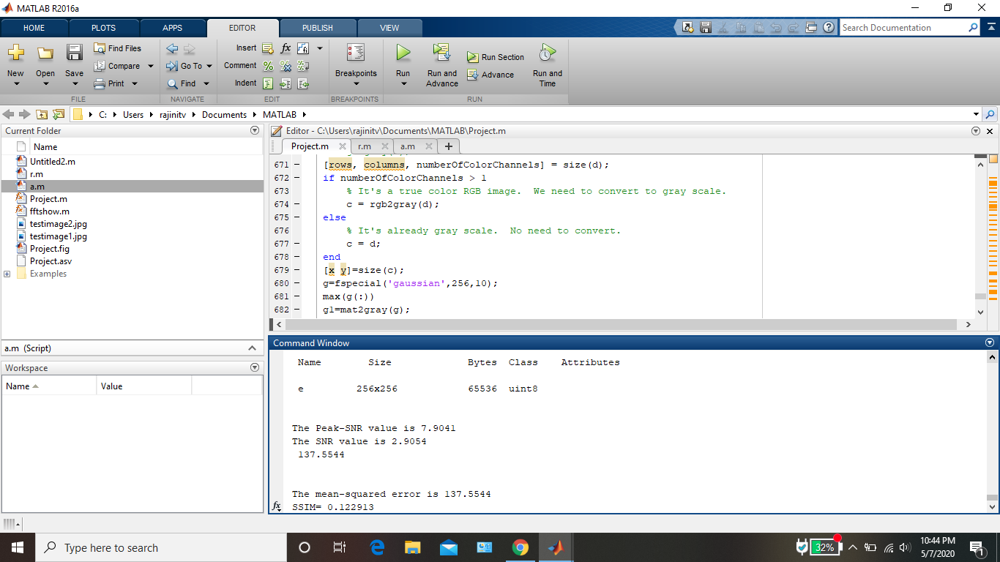 MATLAB R2016a
HOME PLOTS APPS EDITOR PUBLISH VIEW
Search Documentation
New Open Save
Find Files
Compare
Print
Go To
Find
Insert
Comment
Indent
fx
Breakpoints
Run
Run and Advance
Run Section
Advance
Run and Time
FILE NAVIGATE EDIT BREAKPOINTS RUN
C: Users rajinitv Documents MATLAB
Current Folder
Name
Untitled2.m
r.m
a.m
Project.m
fftshow.m
testimage2.jpg
testimage1.jpg
Project.fig
Project.asv
Examples
a.m (Script)
Workspace
Name Value
Editor - C:\Users\rajinitv\Documents\MATLAB\Project.m
Project.m r.m a.m
671 – [rows, columns, numberOfColorChannels] = size(d);
672 – if numberOfColorChannels > 1
673 % It's a true color RGB image.  We need to convert to gray scale.
674 – c = rgb2gray(d);
675 – else
676 % It's already gray scale.  No need to convert.
677 – c = d;
678 – end
679 – [x y]=size(c);
680 – g=fspecial('gaussian',256,10);
681 – max(g(:))
682 – g1=mat2gray(g);
Command Window
Name Size Bytes Class Attributes
e 256x256 65536 uint8
The Peak-SNR value is 7.9041
The SNR value is 2.9054
137.5544
The mean-squared error is 137.5544
fx SSIM= 0.122913
Type here to search
32%
10:44 PM
5/7/2020
1